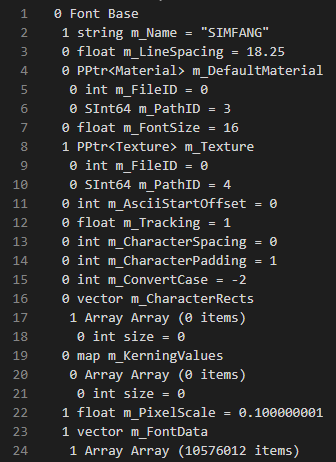 1 0 Font Base
2 1 string m_Name = "SIMFANG"
3 0 float m_LineSpacing = 18.25
4 0 PPtr<Material> m_DefaultMaterial
5 0 int m_FileID = 0
6 0 SInt64 m_PathID = 3
7 0 float m_FontSize = 16
8 1 PPtr<Texture> m_Texture
9 0 int m_FileID = 0
10 0 SInt64 m_PathID = 4
11 0 int m_AsciiStartOffset = 0
12 0 float m_Tracking = 1
13 0 int m_CharacterSpacing = 0
14 0 int m_CharacterPadding = 1
15 0 int m_ConvertCase = -2
16 0 vector m_CharacterRects
17 1 Array Array (0 items)
18 0 int size = 0
19 0 map m_KerningValues
20 0 Array Array (0 items)
21 0 int size = 0
22 1 float m_PixelScale = 0.100000001
23 1 vector m_FontData
24 1 Array Array (10576012 items)